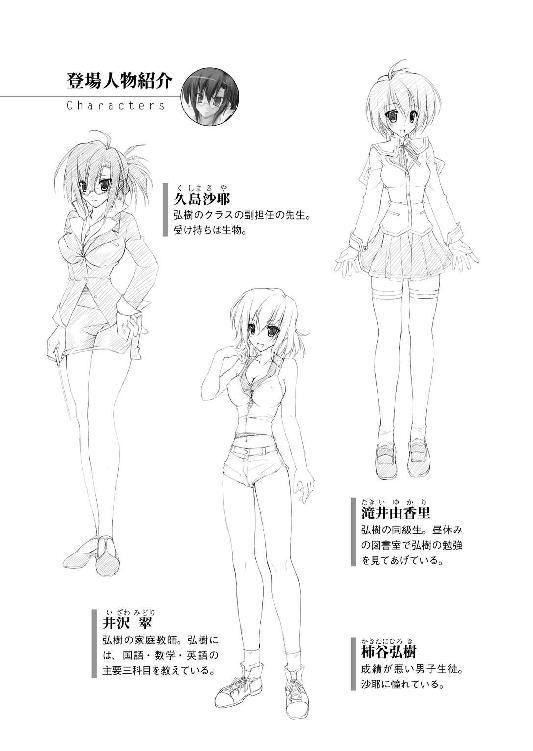 登場人物紹介
Characters
くしまさや
久島沙耶
弘樹のクラスの副担任の先生。
受け持ちは生物。
たきいゆかり
滝井由香里
弘樹の同級生。昼休み
の図書室で弘樹の勉強
を見てあげている。
いざわみどり
井沢 翠
弘樹の家庭教師。弘樹に
は、国語・数学・英語の
主要三科目を教えている。
かきたにひろき
柿谷弘樹
成績が悪い男子生徒。
沙耶に憧れている。